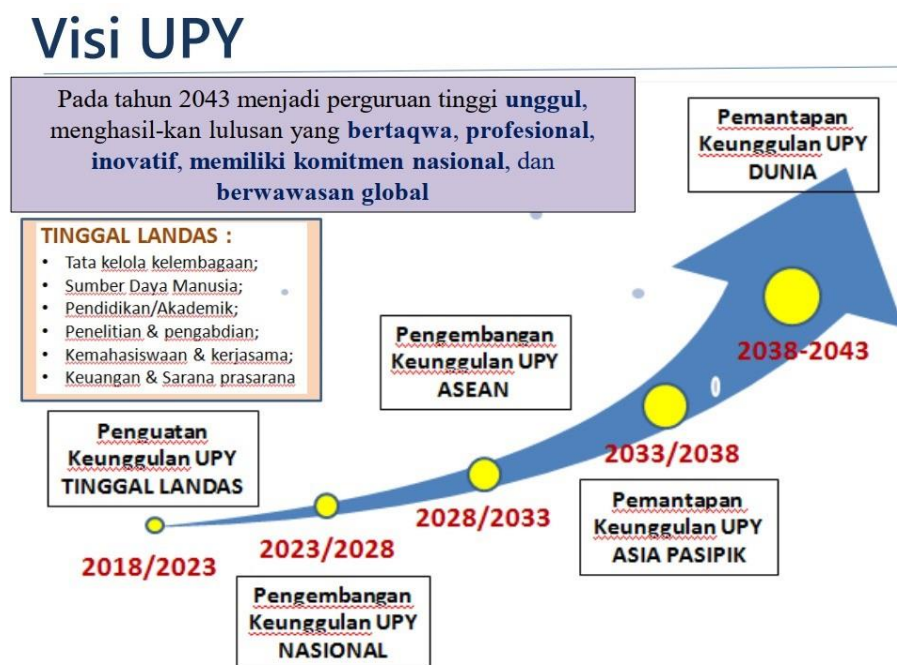 Visi UPY
Pada tahun 2043 menjadi perguruan tinggi unggul,
menghasil-kan lulusan yang bertaqwa, profesional,
inovatif, memiliki komitmen nasional, dan
berwawasan global
TINGGAL LANDAS :
• Tata kelola kelembagaan;
• Sumber Daya Manusia;
• Pendidikan/Akademik;
• Penelitian & pengabdian;
• Kemahasiswaan & kerjasama;
• Keuangan & Sarana prasarana
Penguatan
Keunggulan UPY
TINGGAL LANDAS
2018/2023
2023/2028
Pengembangan
Keunggulan UPY
NASIONAL
Pengembangan
Keunggulan UPY
ASEAN
2028/2033
0
2033/2038
Pemantapan
Keunggulan UPY
ASIA PASIPIK
Pemantapan
Keunggulan UPY
DUNIA
2038-2043